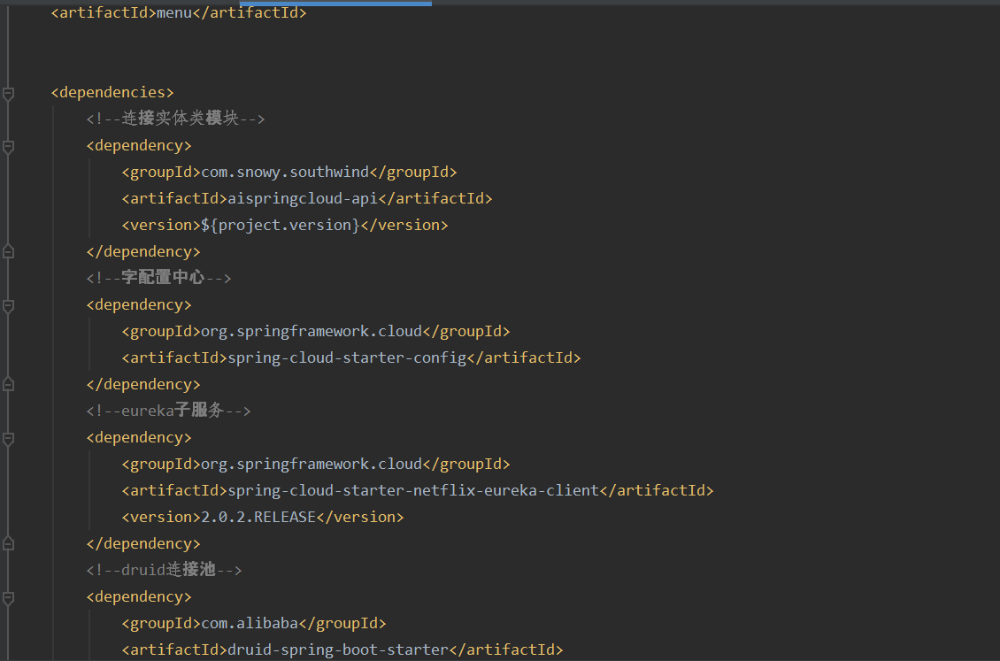 <artifactId>menu</artifactId>
<dependencies>
<!--连接实体类模块-->
<dependency>
<groupId>com.snowy.southwind</groupId>
<artifactId>aispringcloud-api</artifactId>
<version>${project.version}</version>
</dependency>
<!--字配置中心-->
<dependency>
<groupId>org.springframework.cloud</groupId>
<artifactId>spring-cloud-starter-config</artifactId>
</dependency>
<!--eureka子服务-->
<dependency>
<groupId>org.springframework.cloud</groupId>
<artifactId>spring-cloud-starter-netflix-eureka-client</artifactId>
<version>2.0.2.RELEASE</version>
</dependency>
<!--druid连接池-->
<dependency>
<groupId>com.alibaba</groupId>
<artifactId>druid-spring-boot-starter</artifactId>